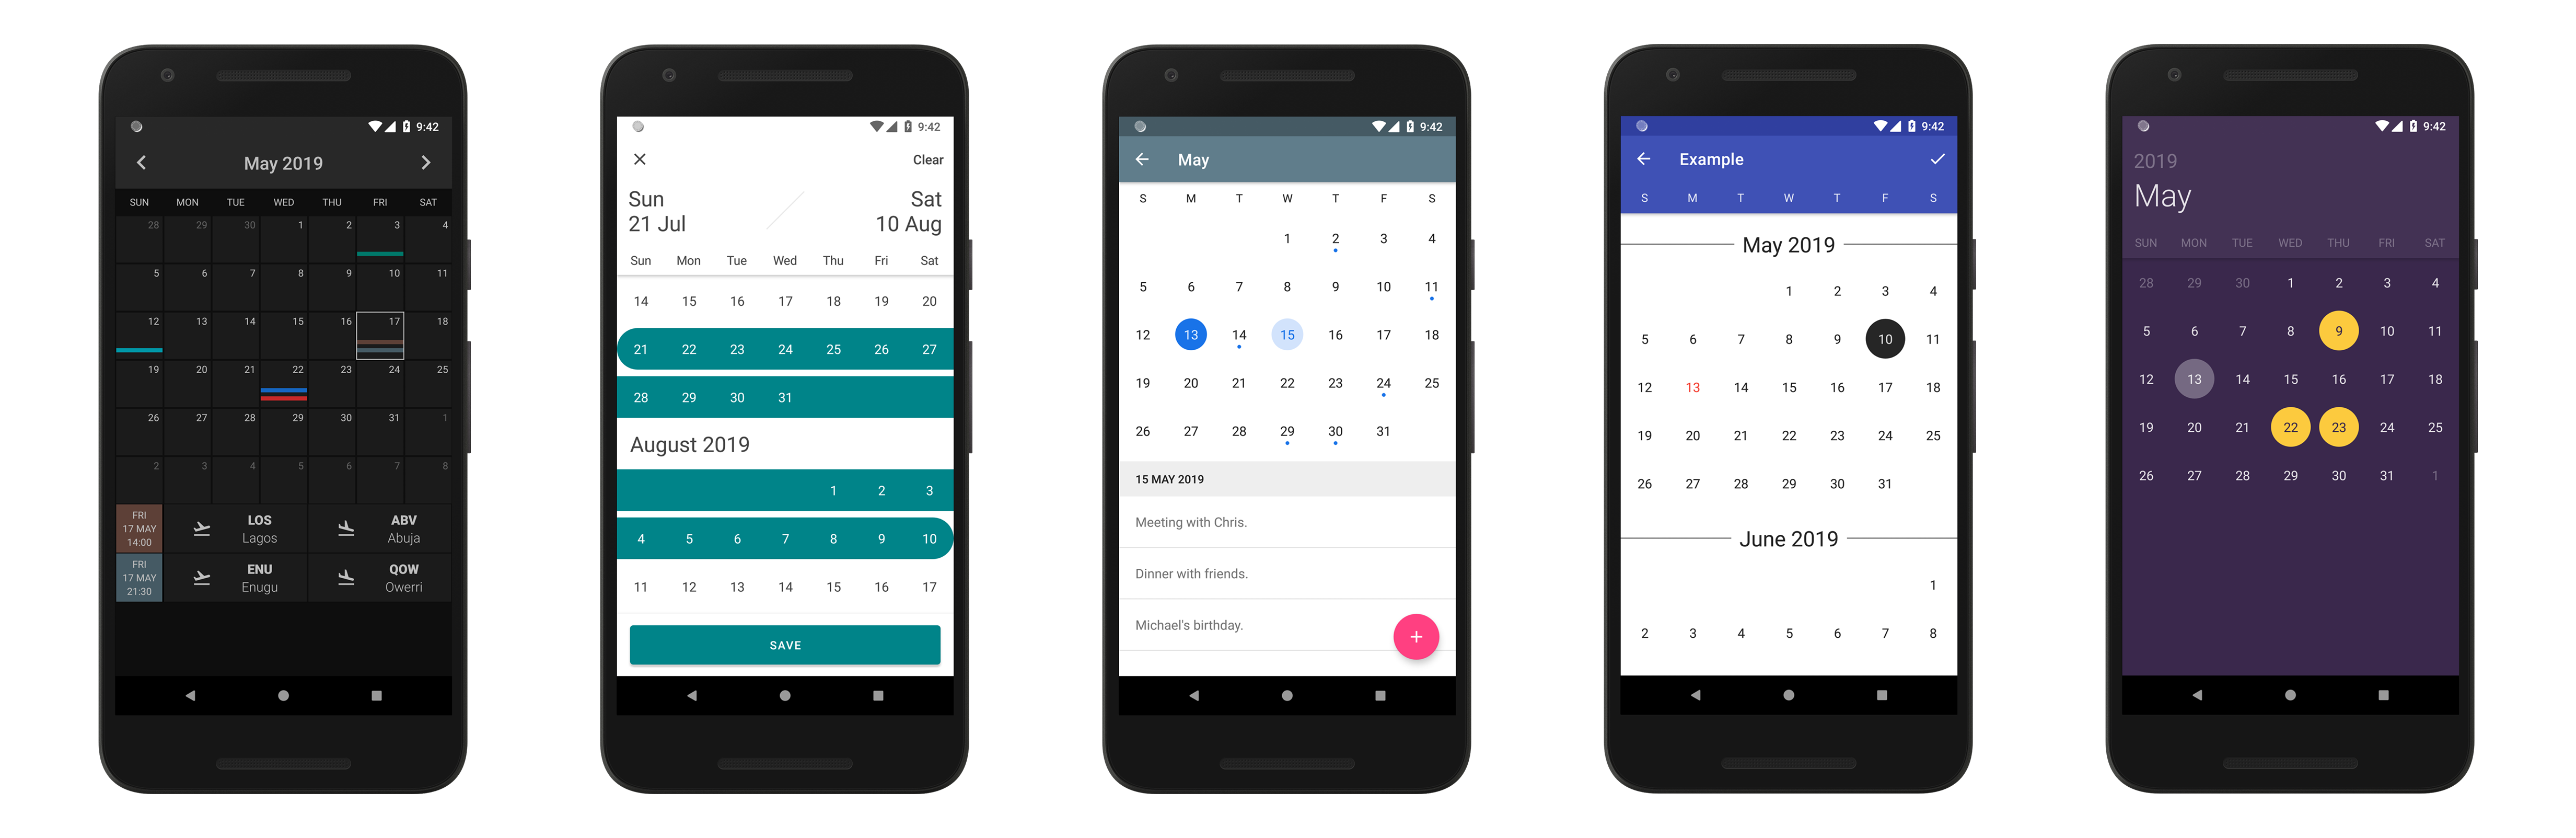 9:42
May 2019
SUN MON TUE WED THU FRI SAT
28 29 30 1 2 3 4
5 6 7 8 9 10 11
12 13 14 15 16 17 18
19 20 21 22 23 24 25
26 27 28 29 30 31 1
2 3 4 5 6 7 8
FRI
17 MAY
14:00
LOS
Lagos
ABV
Abuja
FRI
17 MAY
21:30
ENU
Enugu
QOW
Owerri
9:42
Clear
Sun
21 Jul
Sat
10 Aug
Sun Mon Tue Wed Thu Fri Sat
14 15 16 17 18 19 20
21 22 23 24 25 26 27
28 29 30 31
August 2019
1 2 3
4 5 6 7 8 9 10
11 12 13 14 15 16 17
SAVE
9:42
May
S M T W T F S
1 2 3 4
5 6 7 8 9 10 11
12 13 14 15 16 17 18
19 20 21 22 23 24 25
26 27 28 29 30 31
15 MAY 2019
Meeting with Chris.
Dinner with friends.
Michael's birthday.
9:42
Example
S M T W T F S
May 2019
1 2 3 4
5 6 7 8 9 10 11
12 13 14 15 16 17 18
19 20 21 22 23 24 25
26 27 28 29 30 31
June 2019
1
2 3 4 5 6 7 8
9:42
2019
May
SUN MON TUE WED THU FRI SAT
28 29 30 1 2 3 4
5 6 7 8 9 10 11
12 13 14 15 16 17 18
19 20 21 22 23 24 25
26 27 28 29 30 31 1